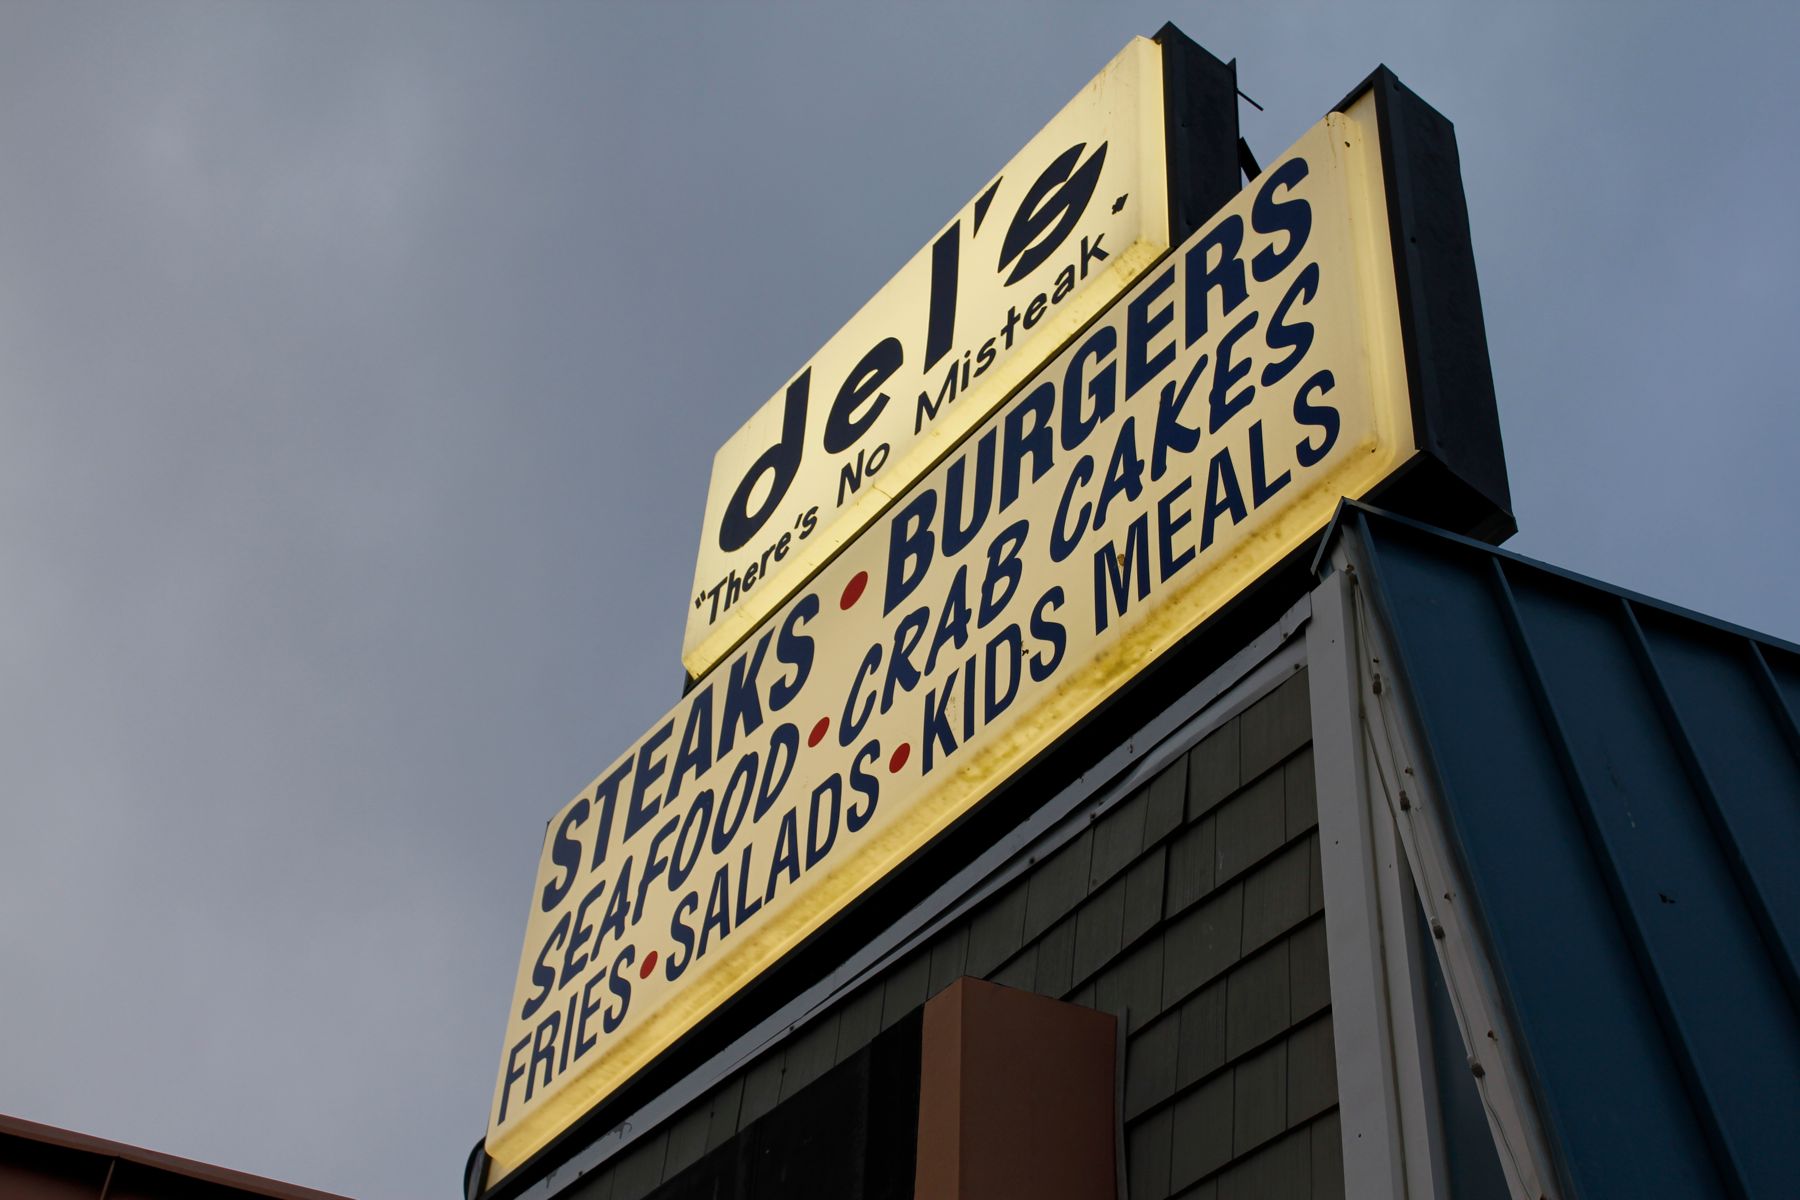 del's
"There's No Misteak."
STEAKS • BURGERS
SEAFOOD • CRAB CAKES
FRIES • SALADS • KIDS MEALS